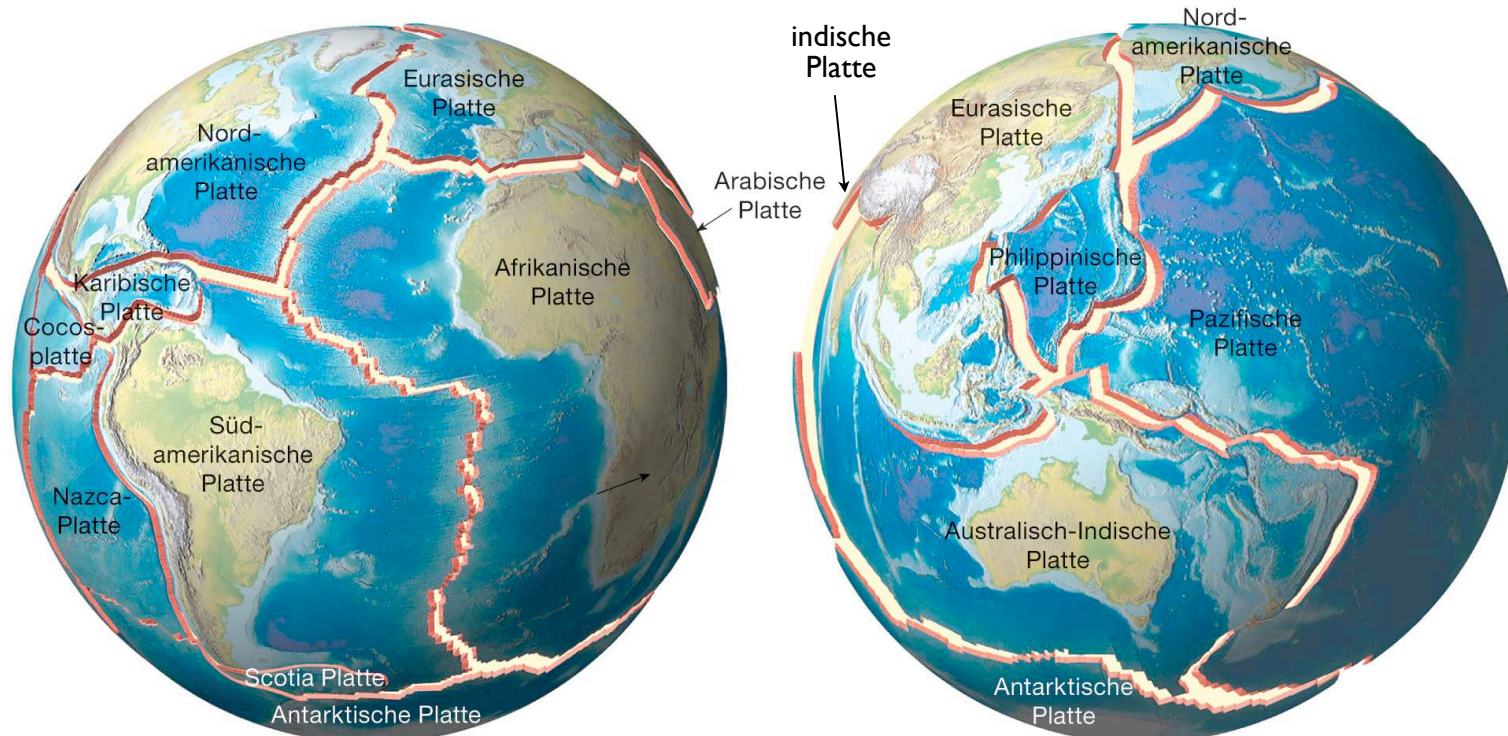 Eurasische
Platte
Nord-
amerikanische
Platte
Arabische
Platte
Afrikanische
Platte
Karibische
Platte
Cocos-
platte
Süd-
amerikanische
Platte
Nazca-
Platte
Scotia Platte
Antarktische Platte
indische
Platte
Nord-
amerikanische
Platte
Eurasische
Platte
Philippinische
Platte
Pazifische
Platte
Australisch-Indische
Platte
Antarktische
Platte